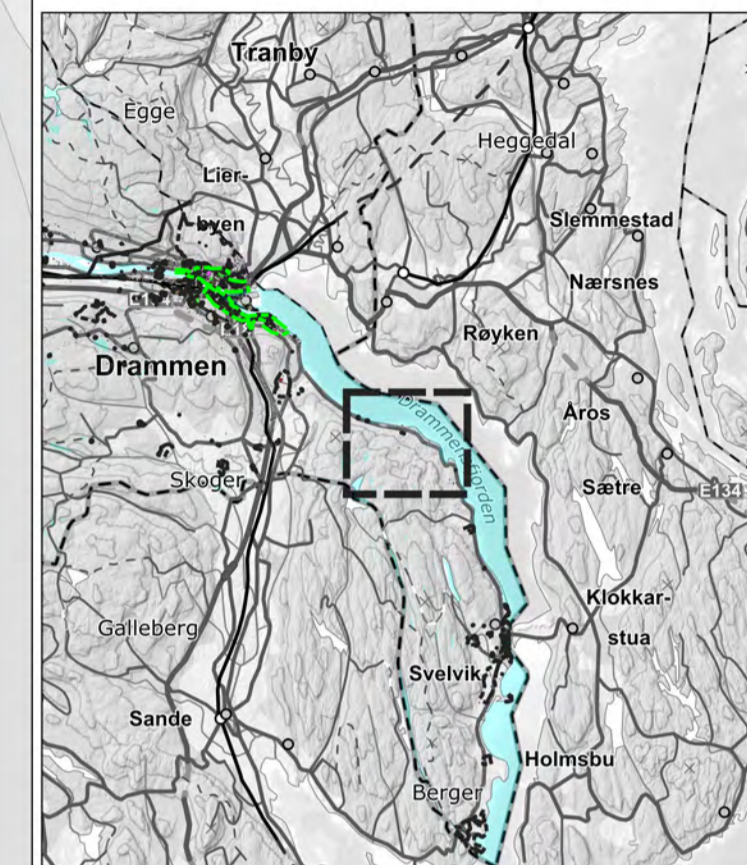 Tranby
Egge
Heggedal
Lier-
byen
Slemmestad
Nærsnes
Røyken
Drammen
Drammensfjorden
Åros
Skoger
Sætre
E134
Klokkar-
stua
Galleberg
Svelvik
Sande
Holmsbu
Berger